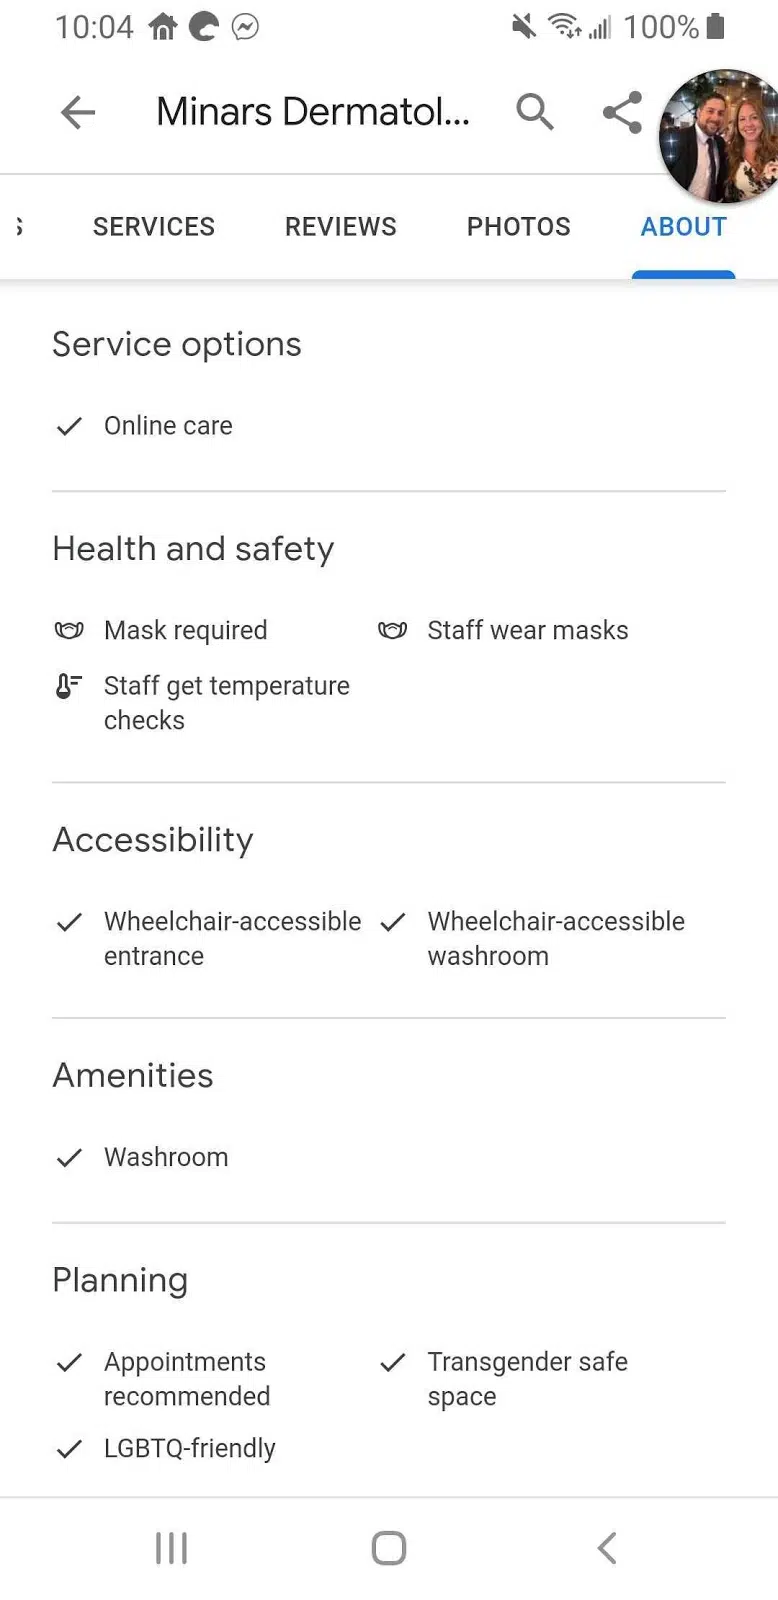 10:04 100%
Minars Dermatol...
S SERVICES REVIEWS PHOTOS ABOUT
Service options
Online care
Health and safety
Mask required Staff wear masks
Staff get temperature
checks
Accessibility
Wheelchair-accessible Wheelchair-accessible
entrance washroom
Amenities
Washroom
Planning
Appointments Transgender safe
recommended space
LGBTQ-friendly